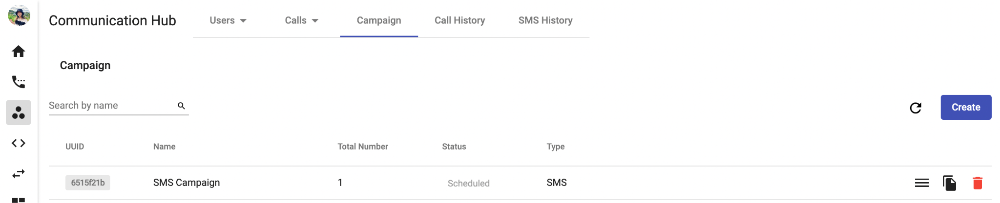 Communication Hub Users Calls Campaign Call History SMS History
Campaign
Search by name Create
UUID Name Total Number Status Type
6515f21b SMS Campaign 1 Scheduled SMS